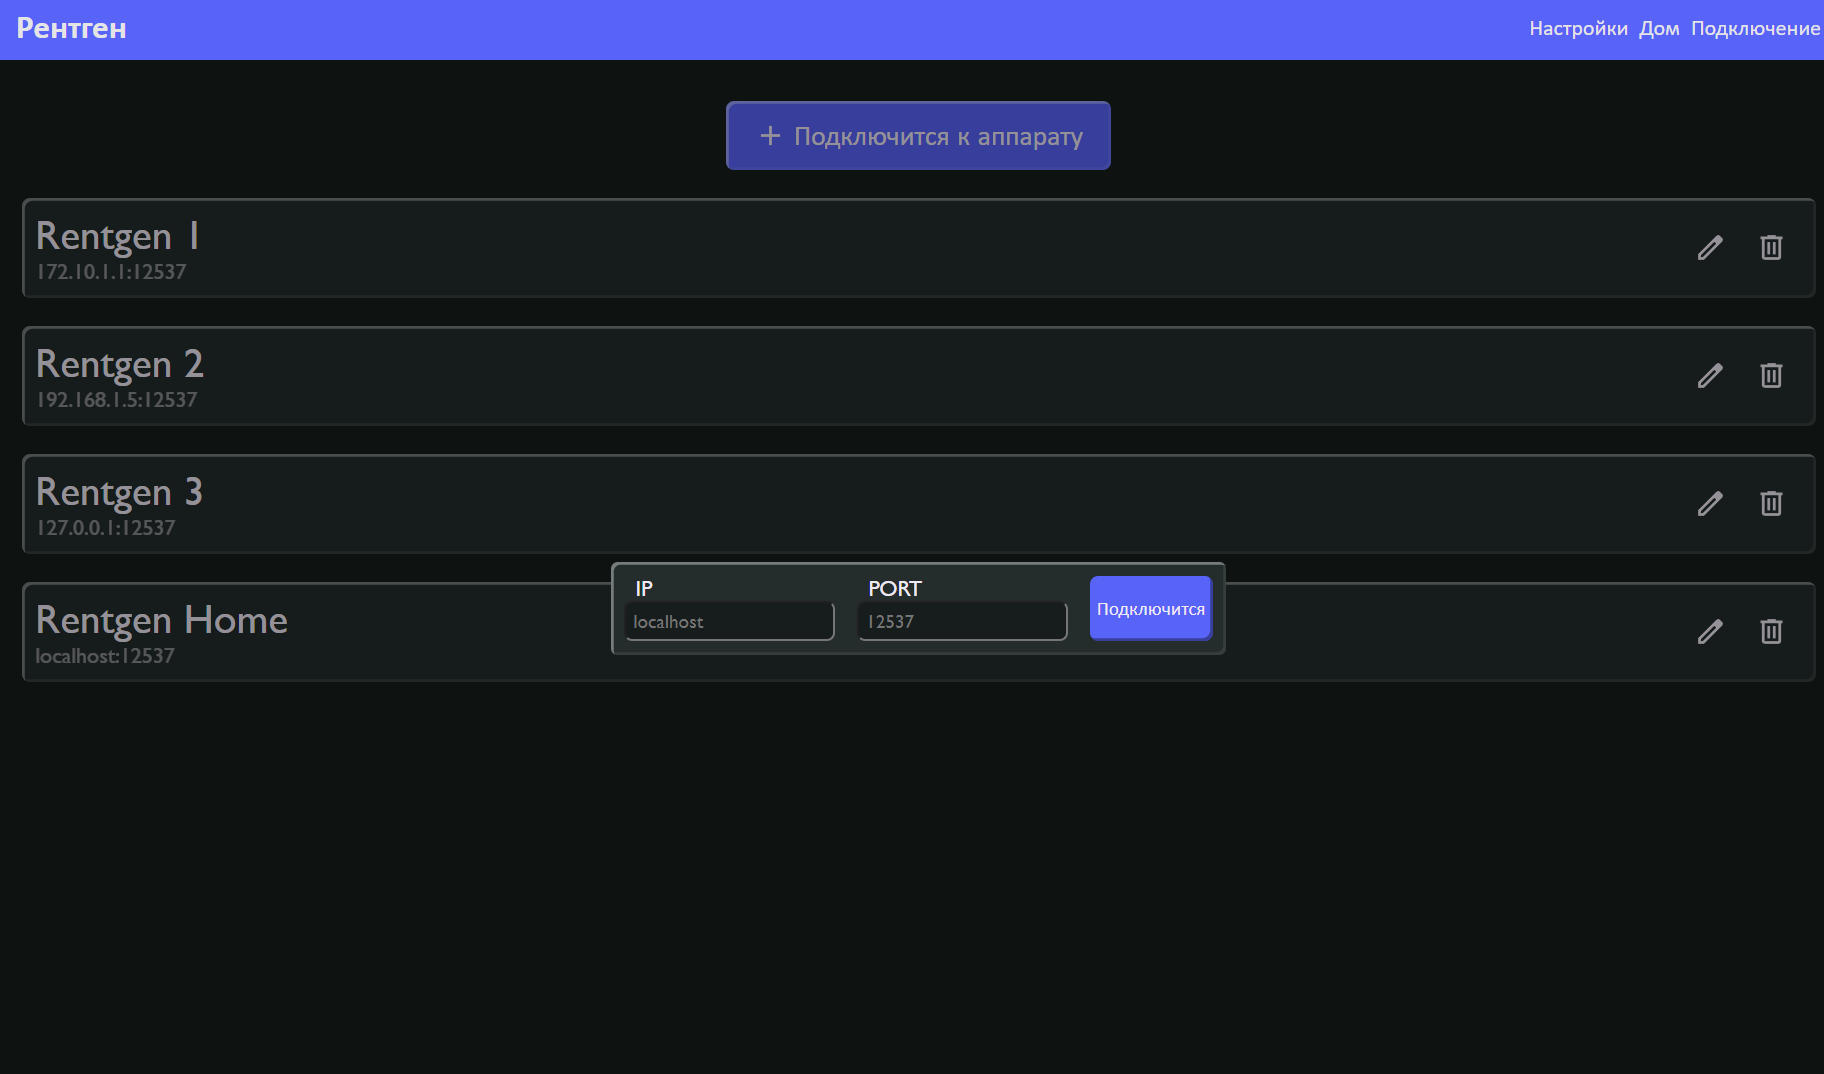 Рентген
Настройки Дом Подключение
+ Подключится к аппарату
Rentgen 1
172.10.1.1:12537
Rentgen 2
192.168.1.5:12537
Rentgen 3
127.0.0.1:12537
Rentgen Home
localhost:12537
IP PORT
localhost 12537 Подключится